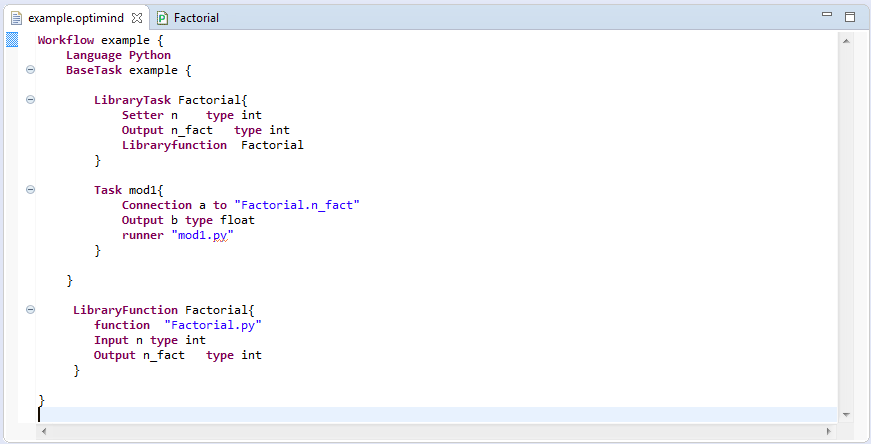 example.optimind Factorial
Workflow example {
    Language Python
    BaseTask example {
        LibraryTask Factorial{
            Setter n    type int
            Output n_fact   type int
            Libraryfunction  Factorial
        }
        Task mod1{
            Connection a to "Factorial.n_fact"
            Output b type float
            runner "mod1.py"
        }
    }
     LibraryFunction Factorial{
        function  "Factorial.py"
        Input n type int
        Output n_fact   type int
     }
}